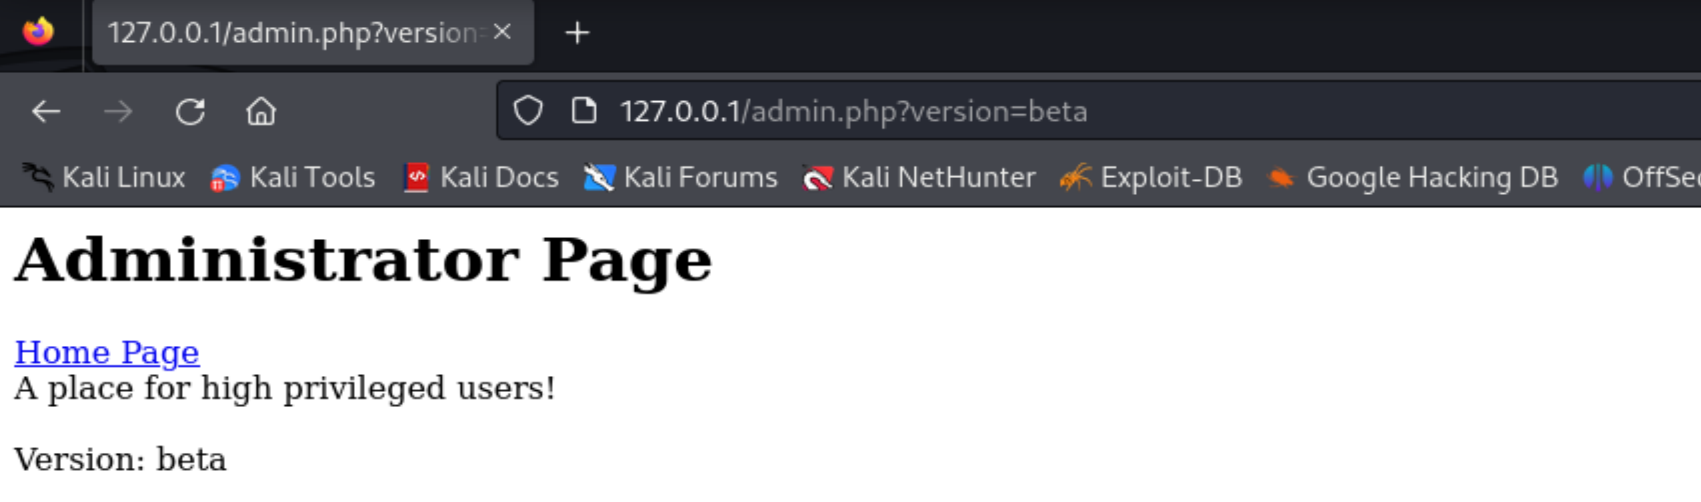 127.0.0.1/admin.php?version=
127.0.0.1/admin.php?version=beta
Kali Linux Kali Tools Kali Docs Kali Forums Kali NetHunter Exploit-DB Google Hacking DB OffSec
Administrator Page
Home Page
A place for high privileged users!
Version: beta